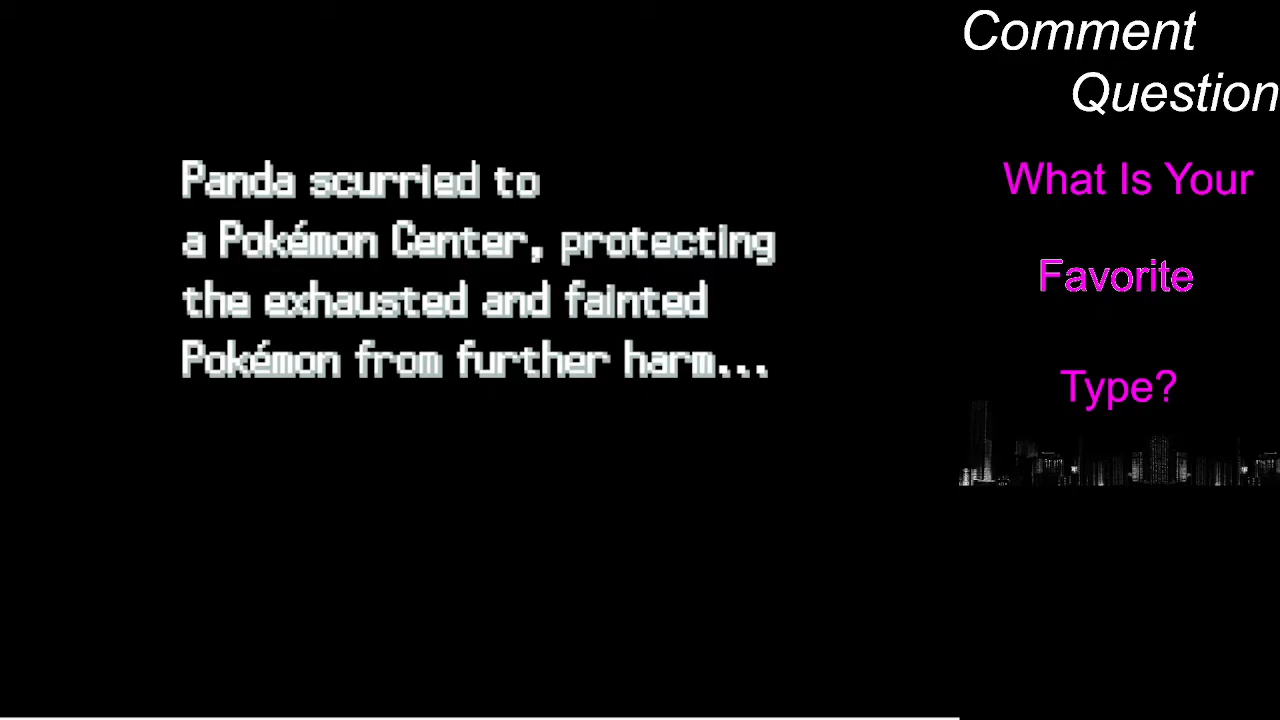 Comment
Question
Panda scurried to
a Pokémon Center, protecting
the exhausted and fainted
Pokémon from further harm...
What Is Your
Favorite
Type?